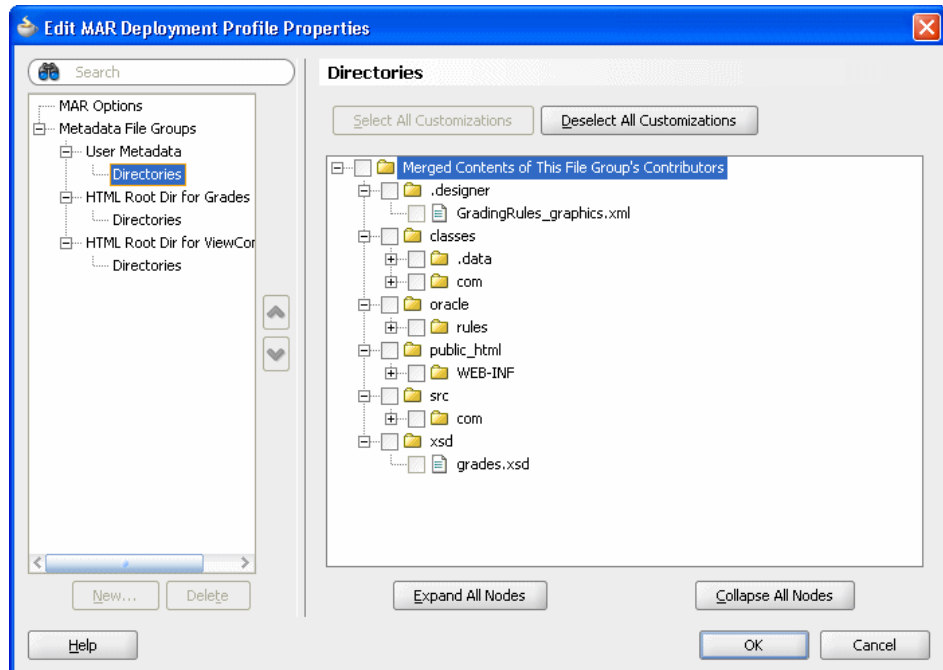 Edit MAR Deployment Profile Properties
Search
MAR Options
Metadata File Groups
User Metadata
Directories
HTML Root Dir for Grades
Directories
HTML Root Dir for ViewCor
Directories
New...
Delete
Directories
Select All Customizations
Deselect All Customizations
Merged Contents of This File Group's Contributors
.designer
GradingRules_graphics.xml
classes
.data
com
oracle
rules
public_html
WEB-INF
src
com
xsd
grades.xsd
Expand All Nodes
Collapse All Nodes
Help
OK
Cancel